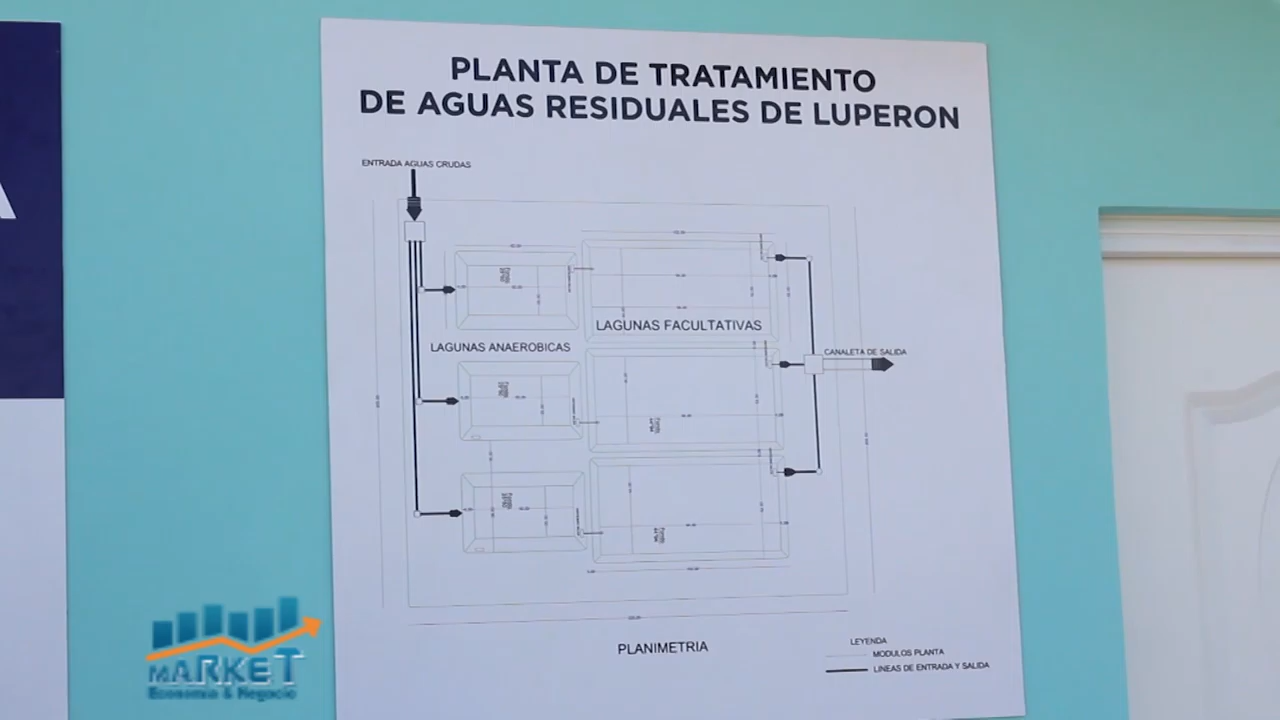 PLANTA DE TRATAMIENTO
DE AGUAS RESIDUALES DE LUPERON
ENTRADA AGUAS CRUDAS
LAGUNAS FACULTATIVAS
LAGUNAS ANAEROBICAS
CANALETA DE SALIDA
PLANIMETRIA
LEYENDA
MODULOS PLANTA
LINEAS DE ENTRADA Y SALIDA
A
MARKET
Economia & Negocio